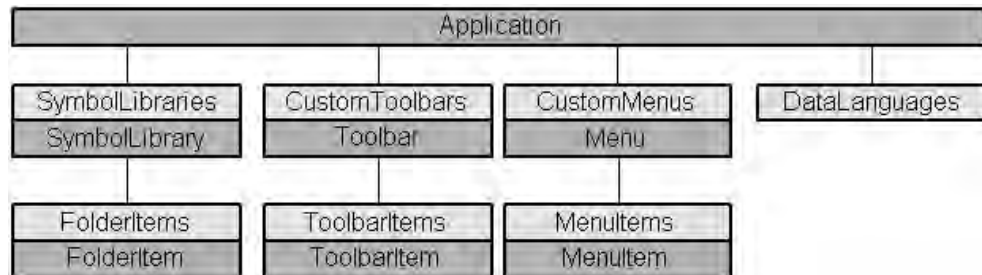 Application
SymbolLibraries
SymbolLibrary
CustomToolbars
Toolbar
CustomMenus
Menu
DataLanguages
FolderItems
FolderItem
ToolbarItems
ToolbarItem
MenuItems
MenuItem